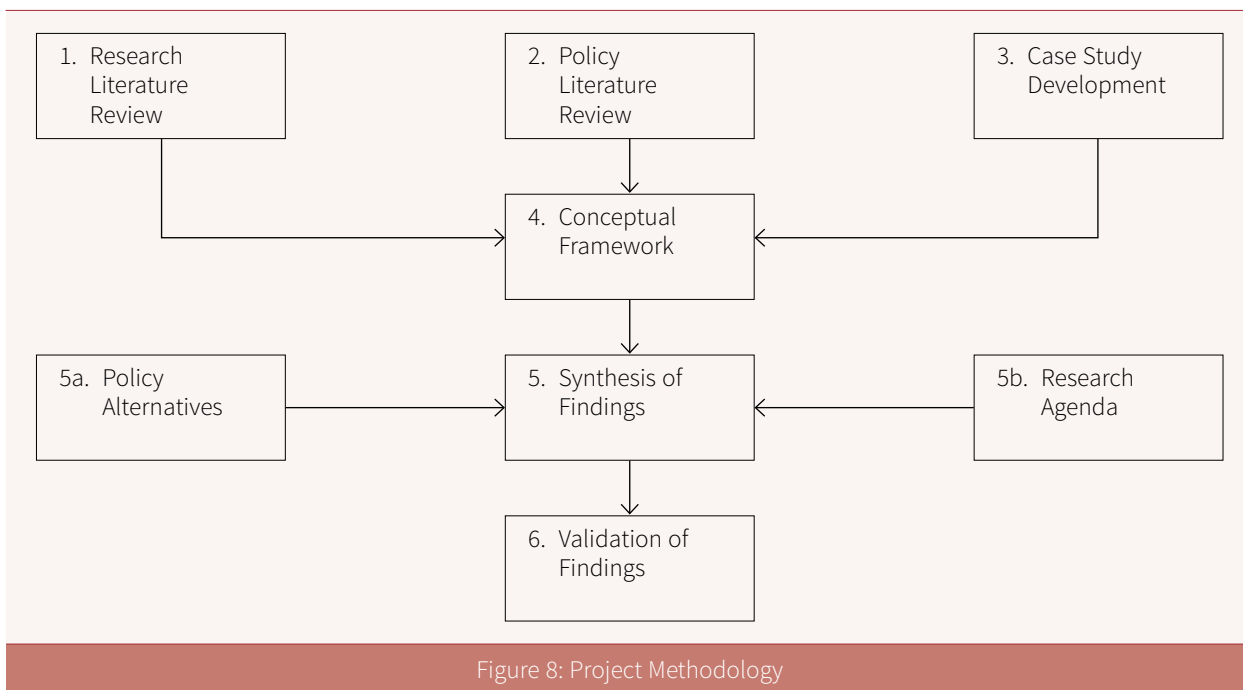 1. Research
Literature
Review
2. Policy
Literature
Review
3. Case Study
Development
4. Conceptual
Framework
5a. Policy
Alternatives
5. Synthesis of
Findings
5b. Research
Agenda
6. Validation of
Findings
Figure 8: Project Methodology